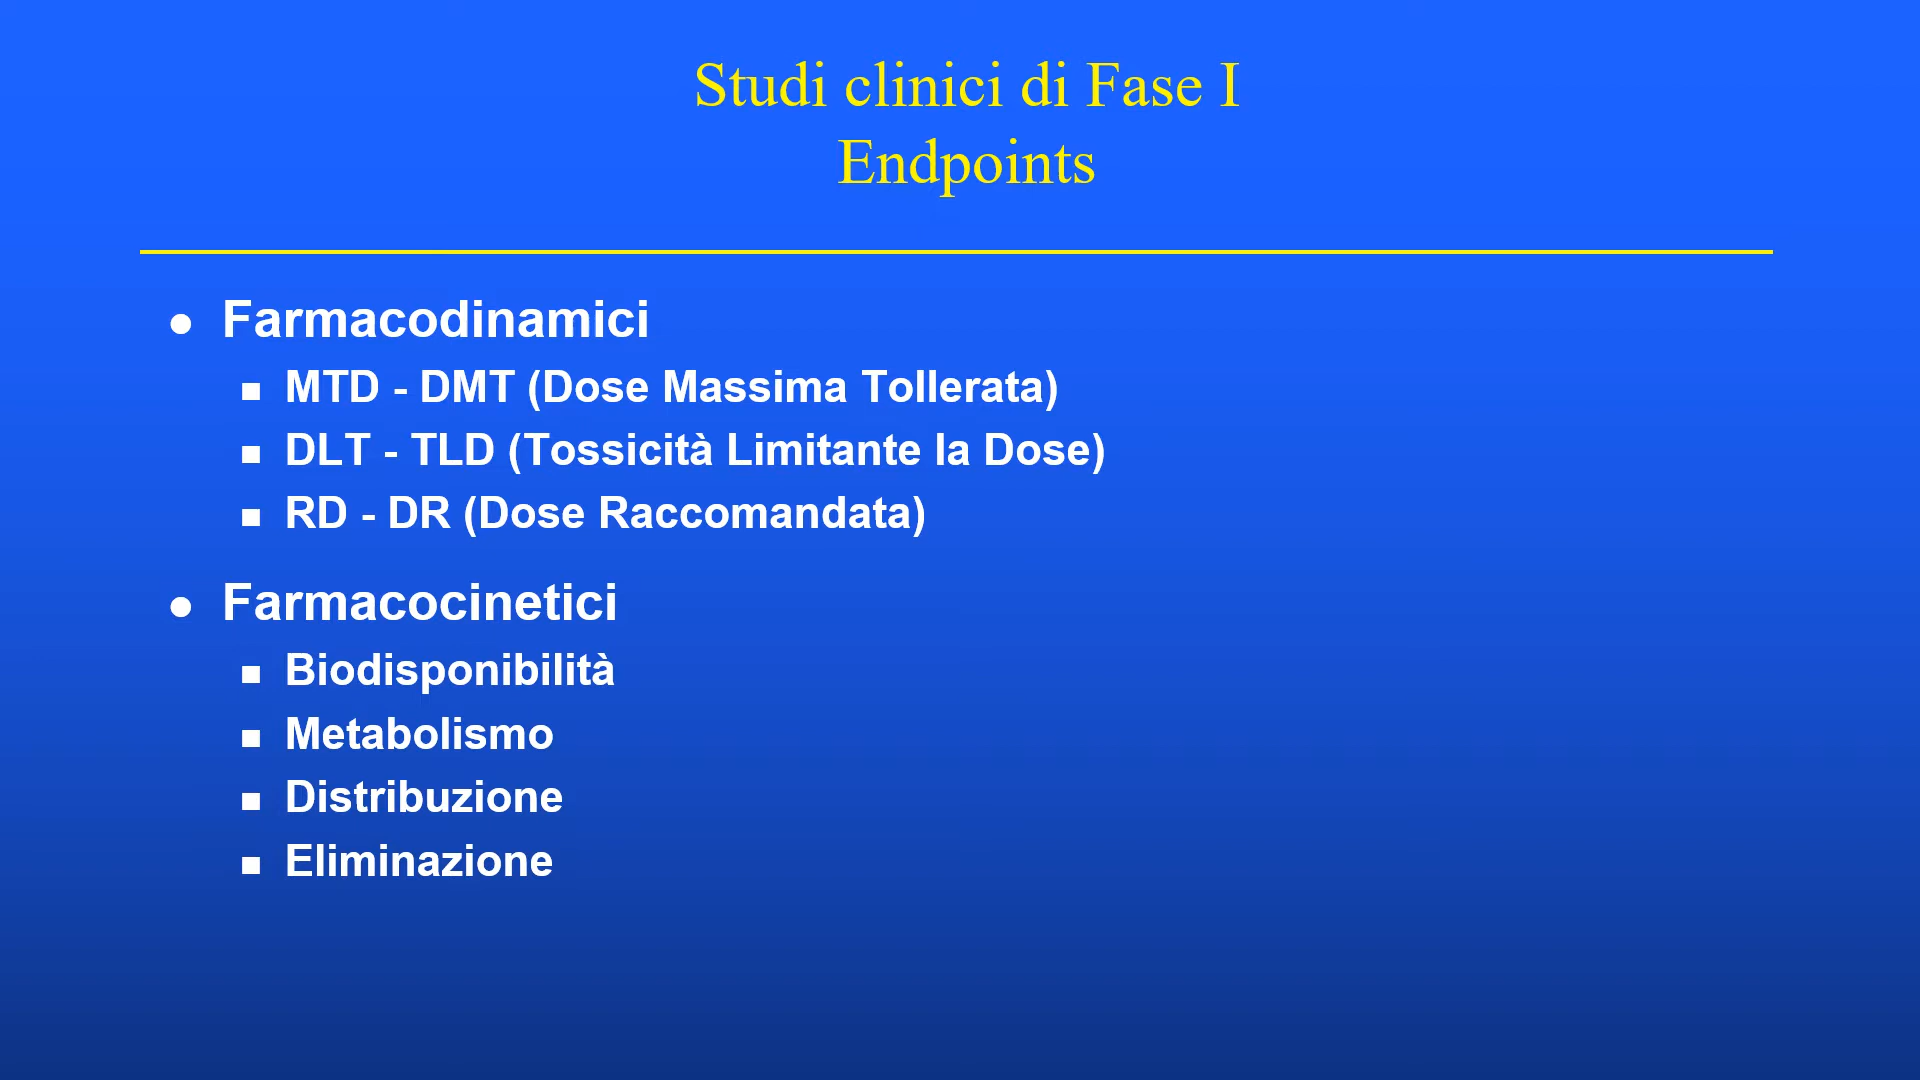 Studi clinici di Fase I
Endpoints
Farmacodinamici
MTD - DMT (Dose Massima Tollerata)
DLT - TLD (Tossicità Limitante la Dose)
RD - DR (Dose Raccomandata)
Farmacocinetici
Biodisponibilità
Metabolismo
Distribuzione
Eliminazione